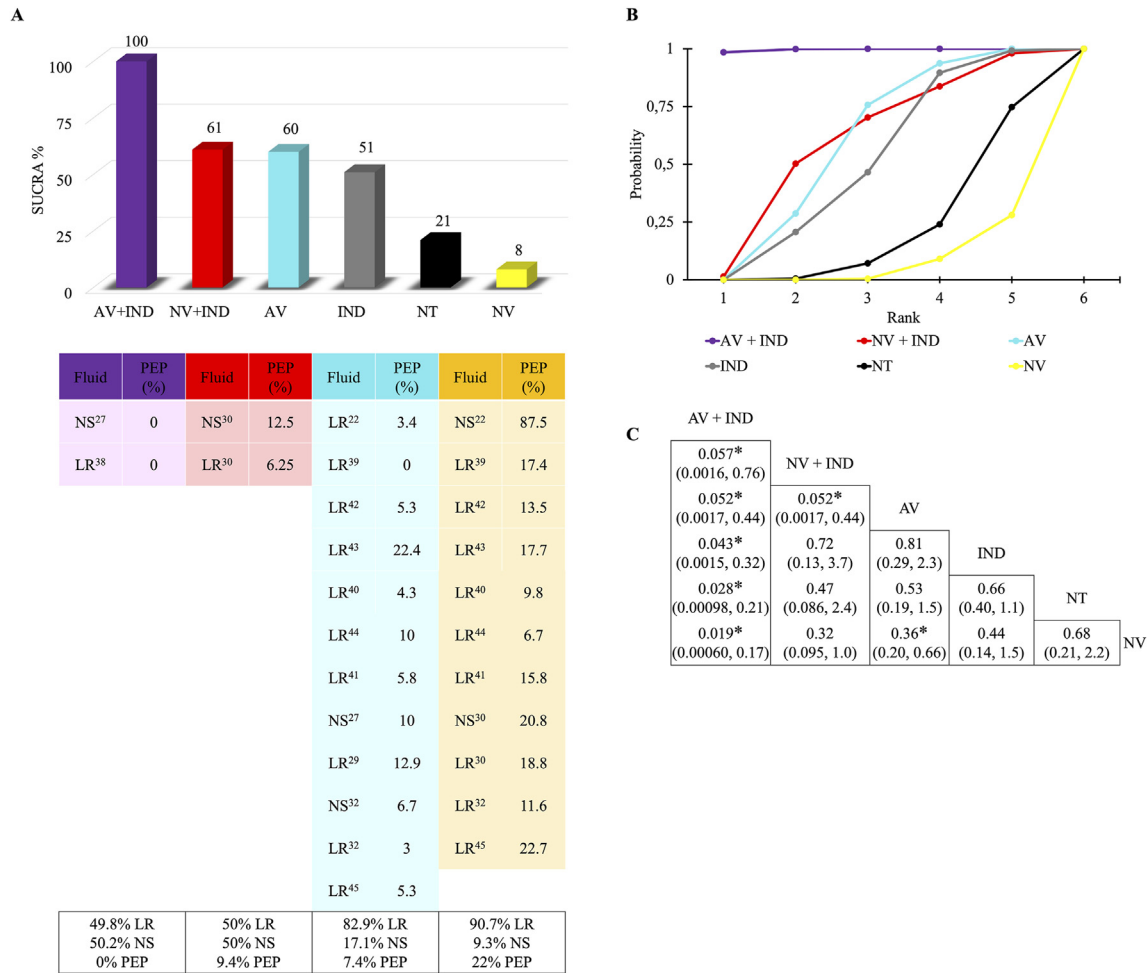 A
100
61
60
51
21
8
100
75
50
25
0
SUCRA %
AV+IND NV+IND AV IND NT NV
Fluid PEP (%) Fluid PEP (%) Fluid PEP (%) Fluid PEP (%)
NS27 0 NS30 12.5 LR22 3.4 NS22 87.5
LR38 0 LR30 6.25 LR39 0 LR39 17.4
LR42 5.3 LR42 13.5
LR43 22.4 LR43 17.7
LR40 4.3 LR40 9.8
LR44 10 LR44 6.7
LR41 5.8 LR41 15.8
NS27 10 NS30 20.8
LR29 12.9 LR30 18.8
NS32 6.7 LR32 11.6
LR32 3 LR45 22.7
LR45 5.3
49.8% LR 50% LR 82.9% LR 90.7% LR
50.2% NS 50% NS 17.1% NS 9.3% NS
0% PEP 9.4% PEP 7.4% PEP 22% PEP
B
1
0,75
0,5
0,25
0
Probability
1 2 3 4 5 6
Rank
AV + IND NV + IND AV
IND NT NV
C
AV + IND
0.057*
(0.0016, 0.76)
NV + IND
0.052* 0.052*
(0.0017, 0.44) (0.0017, 0.44)
AV
0.043* 0.72 0.81
(0.0015, 0.32) (0.13, 3.7) (0.29, 2.3)
IND
0.028* 0.47 0.53 0.66
(0.00098, 0.21) (0.086, 2.4) (0.19, 1.5) (0.40, 1.1)
NT
0.019* 0.32 0.36* 0.44 0.68
(0.00060, 0.17) (0.095, 1.0) (0.20, 0.66) (0.14, 1.5) (0.21, 2.2)
NV